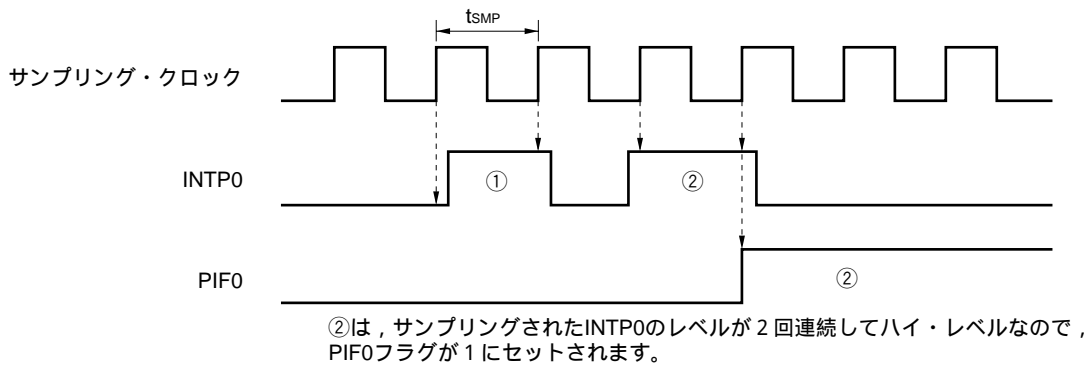 tSMP
サンプリング・クロック
INTP0
①
②
PIF0
②
②は，サンプリングされたINTP0のレベルが２回連続してハイ・レベルなので，
PIF0フラグが１にセットされます。